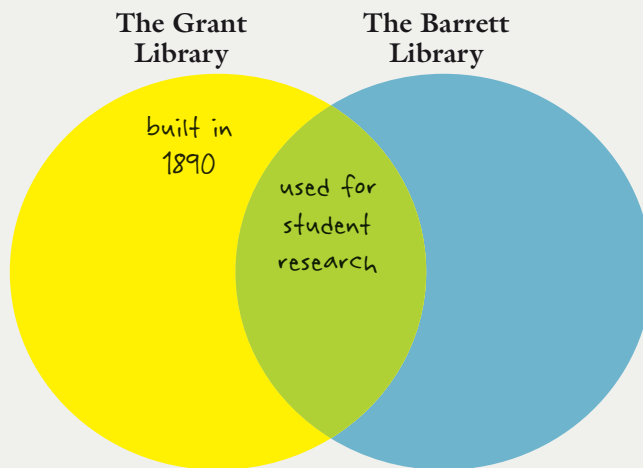 The Grant
Library
The Barrett
Library
built in
1890
used for
student
research